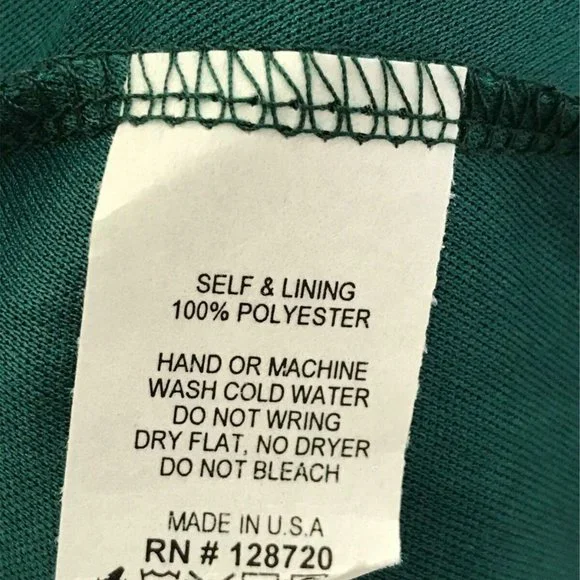 SELF & LINING
100% POLYESTER
HAND OR MACHINE
WASH COLD WATER
DO NOT WRING
DRY FLAT, NO DRYER
DO NOT BLEACH
MADE IN U.S.A
RN # 128720